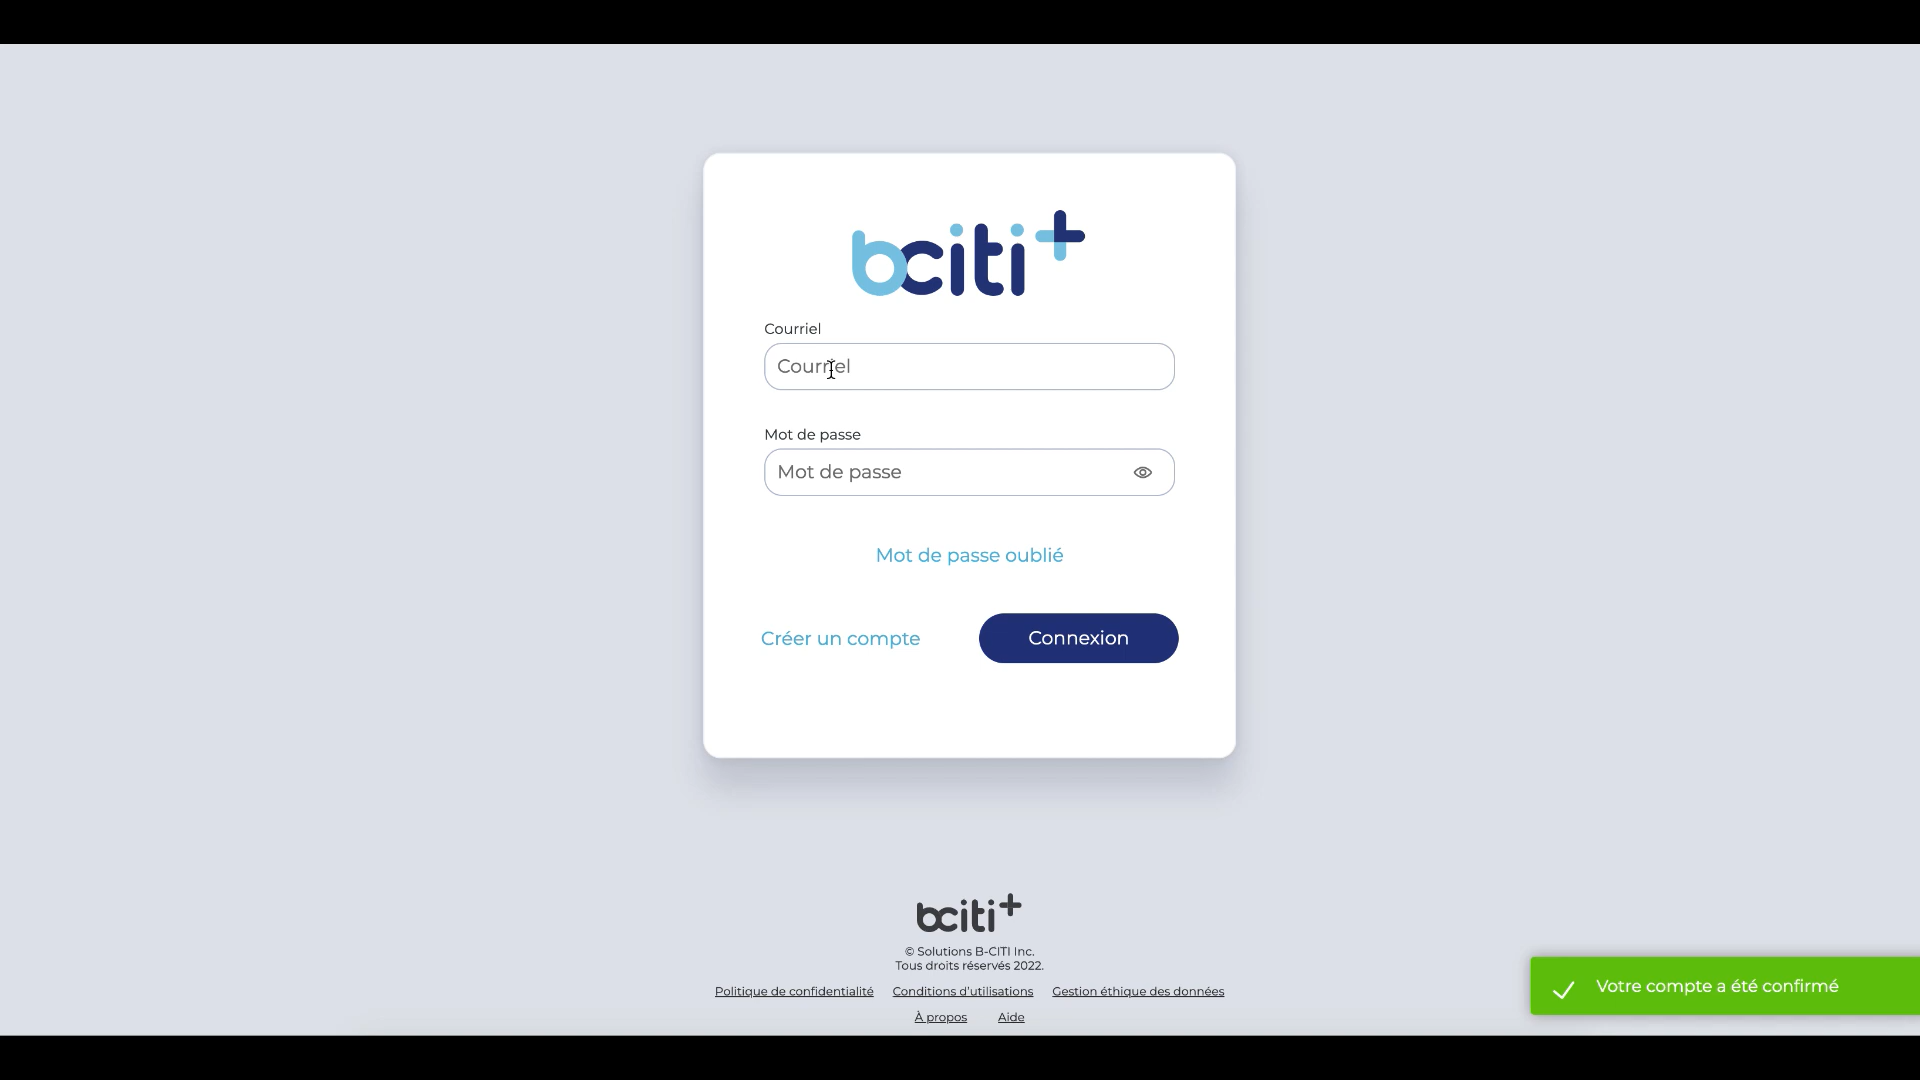 bciti+
Courriel
Courriel
Mot de passe
Mot de passe
Mot de passe oublié
Créer un compte
Connexion
bciti+
© Solutions B-CITI Inc.
Tous droits réservés 2022.
Politique de confidentialité Conditions d'utilisations Gestion éthique des données
À propos Aide
Votre compte a été confirmé